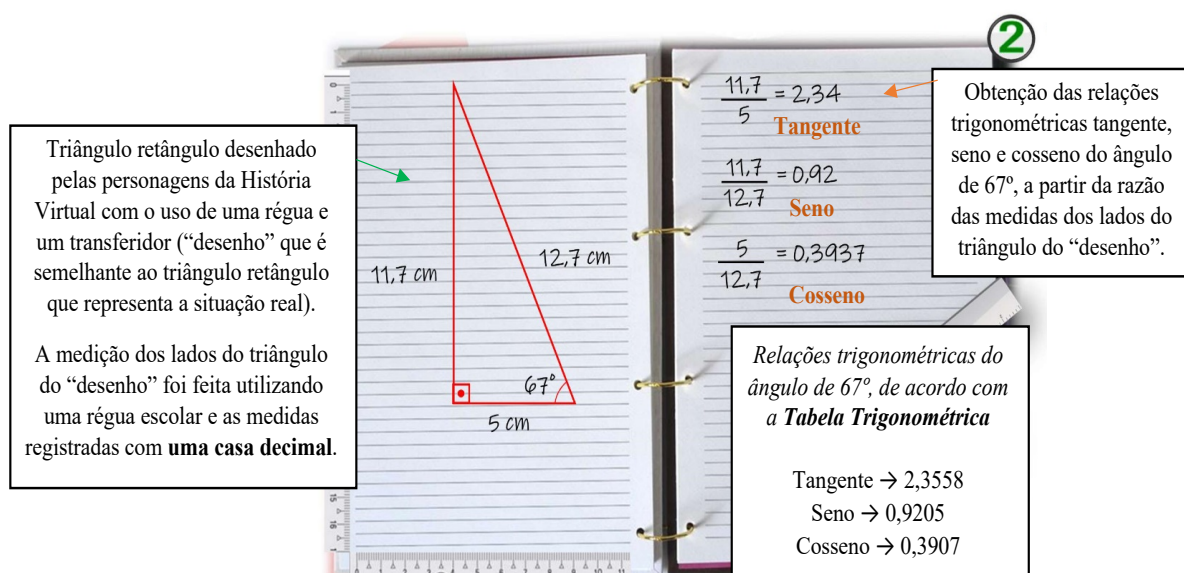 2
Triângulo retângulo desenhado
pelas personagens da História
Virtual com o uso de uma régua e
um transferidor (“desenho” que é
semelhante ao triângulo retângulo
que representa a situação real).
A medição dos lados do triângulo
do “desenho” foi feita utilizando
uma régua escolar e as medidas
registradas com uma casa decimal.
11,7 cm
12,7 cm
67°
5 cm
11,7
5
= 2,34
Tangente
11,7
12,7
= 0,92
Seno
5
12,7
= 0,3937
Cosseno
Obtenção das relações
trigonométricas tangente,
seno e cosseno do ângulo
de 67º, a partir da razão
das medidas dos lados do
triângulo do “desenho”.
Relações trigonométricas do
ângulo de 67º, de acordo com
a Tabela Trigonométrica
Tangente → 2,3558
Seno → 0,9205
Cosseno → 0,3907